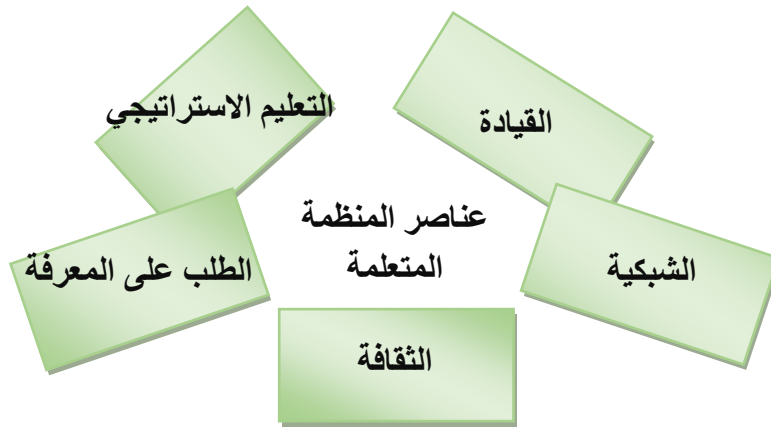 القيادة
التعليم الاستراتيجي
عناصر المنظمة
المتعلمة
الشبكية
الطلب على المعرفة
الثقافة